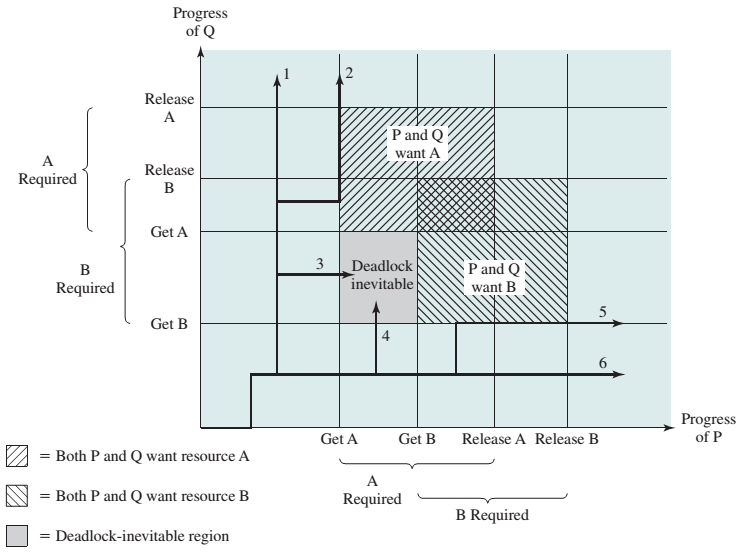 Progress
of Q
1
2
Release
A
P and Q
want A
A
Required
Release
B
Get A
3
Deadlock
inevitable
P and Q
want B
B
Required
Get B
5
4
6
Progress
of P
Get A
Get B
Release A
Release B
= Both P and Q want resource A
A
Required
= Both P and Q want resource B
B Required
= Deadlock-inevitable region